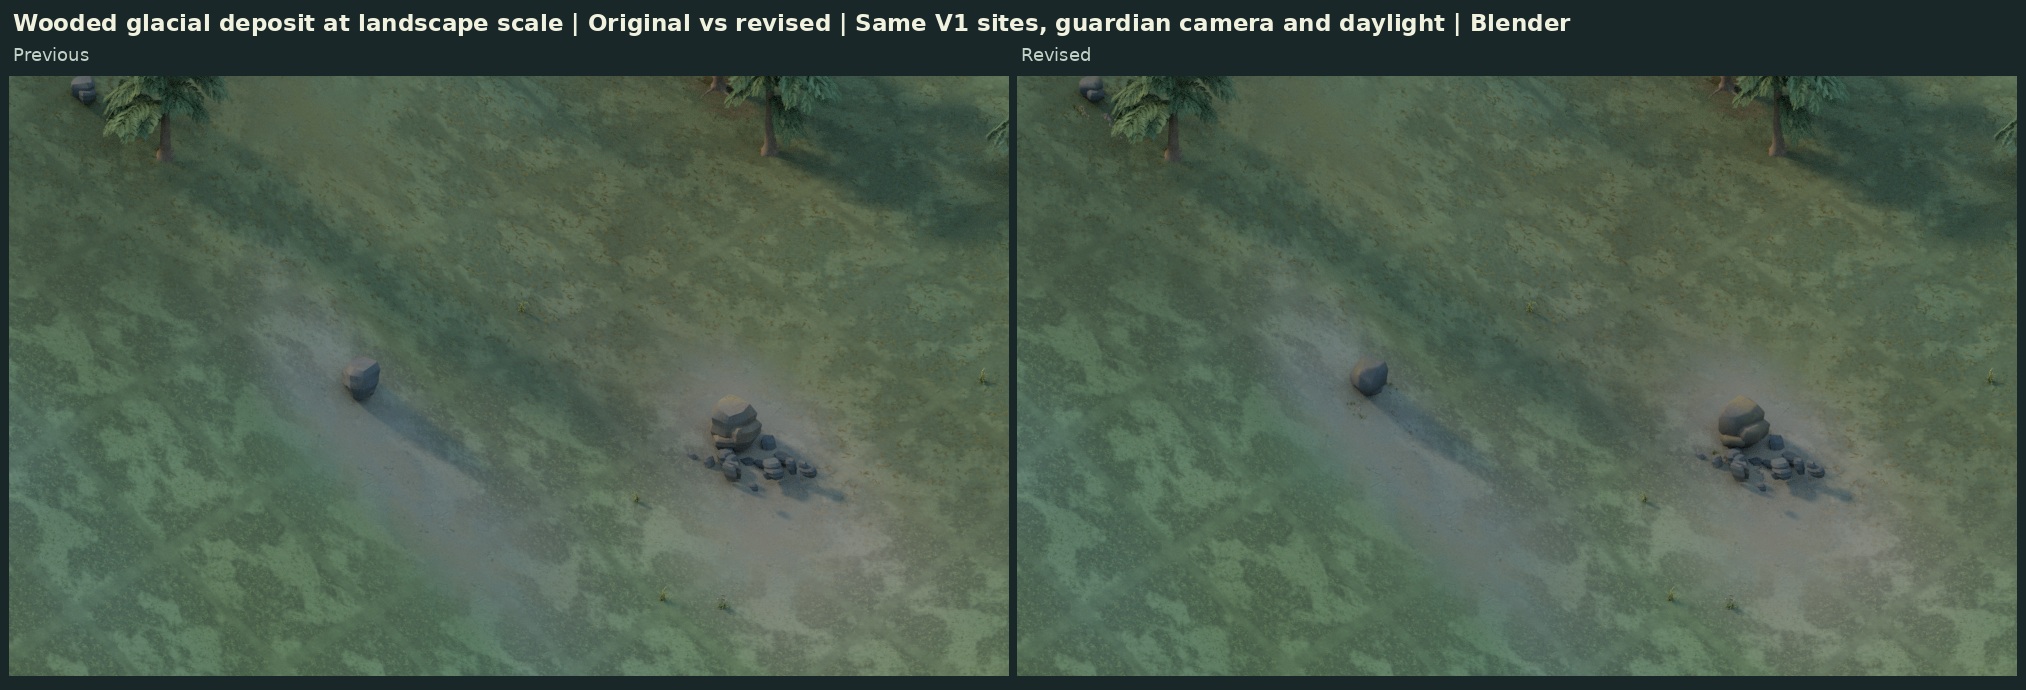 Wooded glacial deposit at landscape scale | Original vs revised | Same V1 sites, guardian camera and daylight | Blender
Previous
Revised